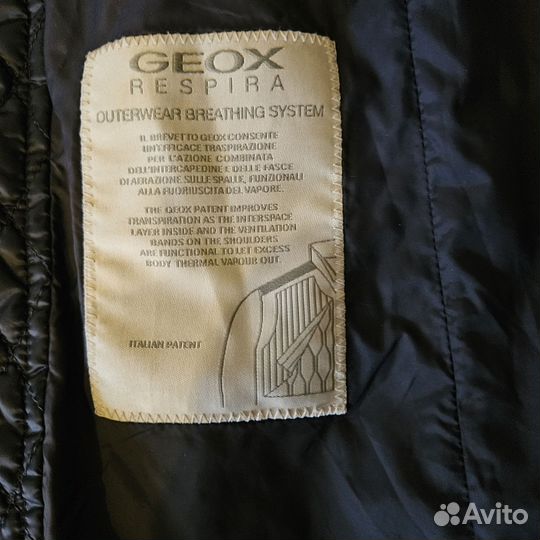 GEOX
RESPIRA
OUTERWEAR BREATHING SYSTEM
IL BREVETTO GEOX CONSENTE
UN'EFFICACE TRASPIRAZIONE
PER L'AZIONE COMBINATA
DELL'INTERCAPEDINE E DELLE FASCE
DI AERAZIONE SULLE SPALLE, FUNZIONALI
ALLA FUORIUSCITA DEL VAPORE.
THE GEOX PATENT IMPROVES
TRANSPIRATION AS THE INTERSPACE
LAYER INSIDE AND THE VENTILATION
BANDS ON THE SHOULDERS
ARE FUNCTIONAL TO LET EXCESS
BODY THERMAL VAPOUR OUT.
ITALIAN PATENT
Avito